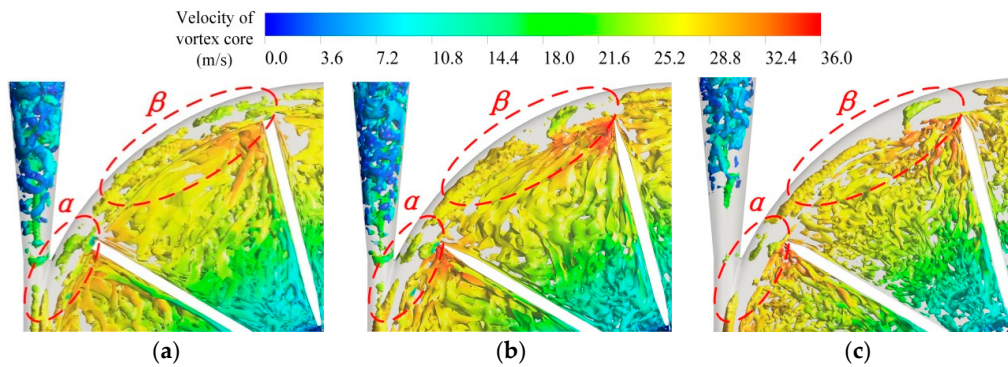 Velocity of
vortex core
(m/s)
0.0 3.6 7.2 10.8 14.4 18.0 21.6 25.2 28.8 32.4 36.0
β β β
α α α
(a) (b) (c)